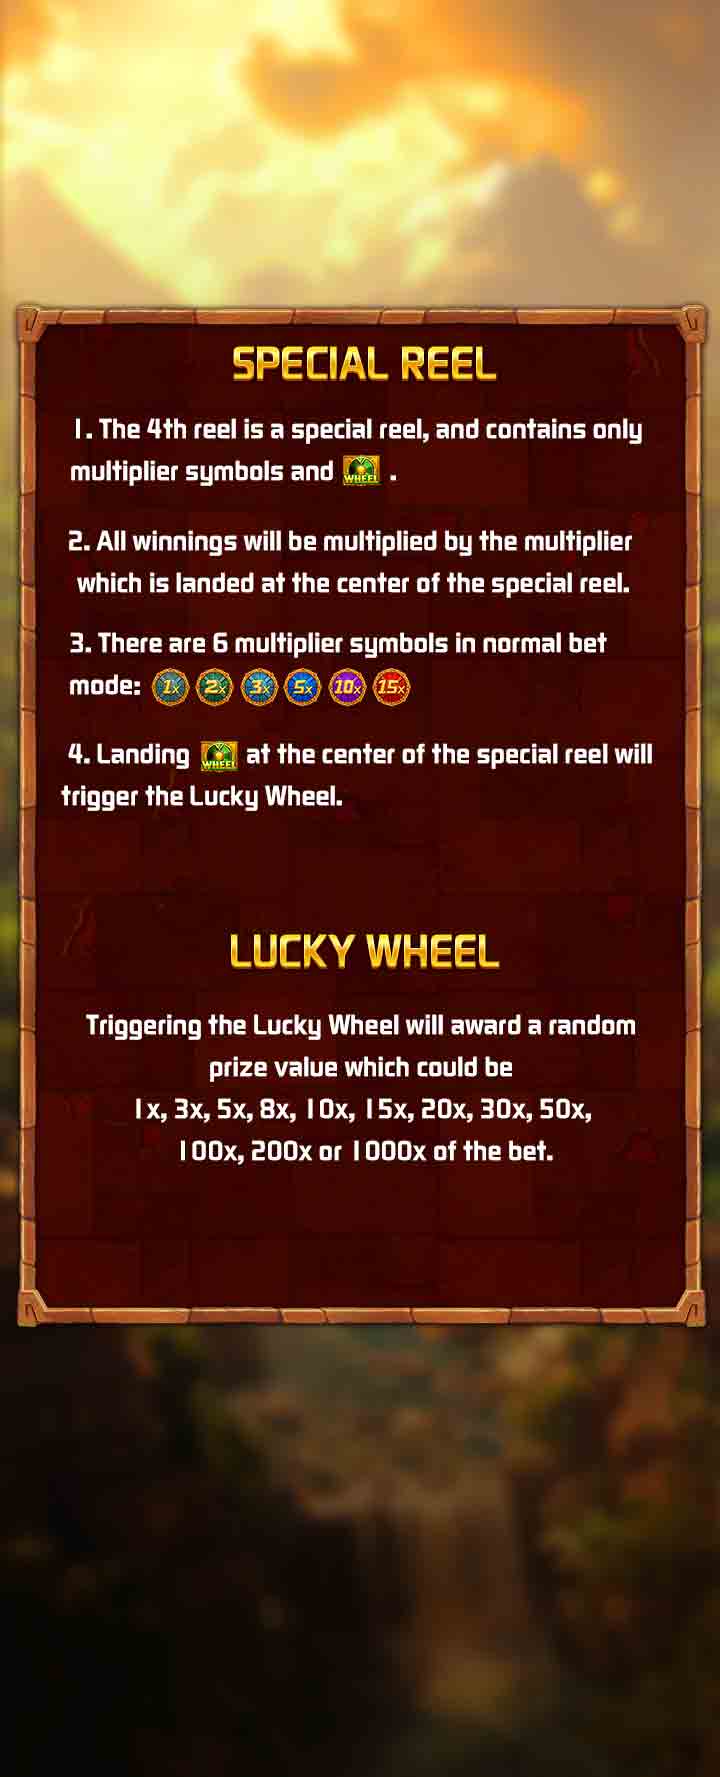 SPECIAL REEL
1. The 4th reel is a special reel, and contains only
multiplier symbols and WHEEL .
2. All winnings will be multiplied by the multiplier
which is landed at the center of the special reel.
3. There are 6 multiplier symbols in normal bet
mode: 1x 2x 3x 5x 10x 15x
4. Landing WHEEL at the center of the special reel will
trigger the Lucky Wheel.
LUCKY WHEEL
Triggering the Lucky Wheel will award a random
prize value which could be
1x, 3x, 5x, 8x, 10x, 15x, 20x, 30x, 50x,
100x, 200x or 1000x of the bet.